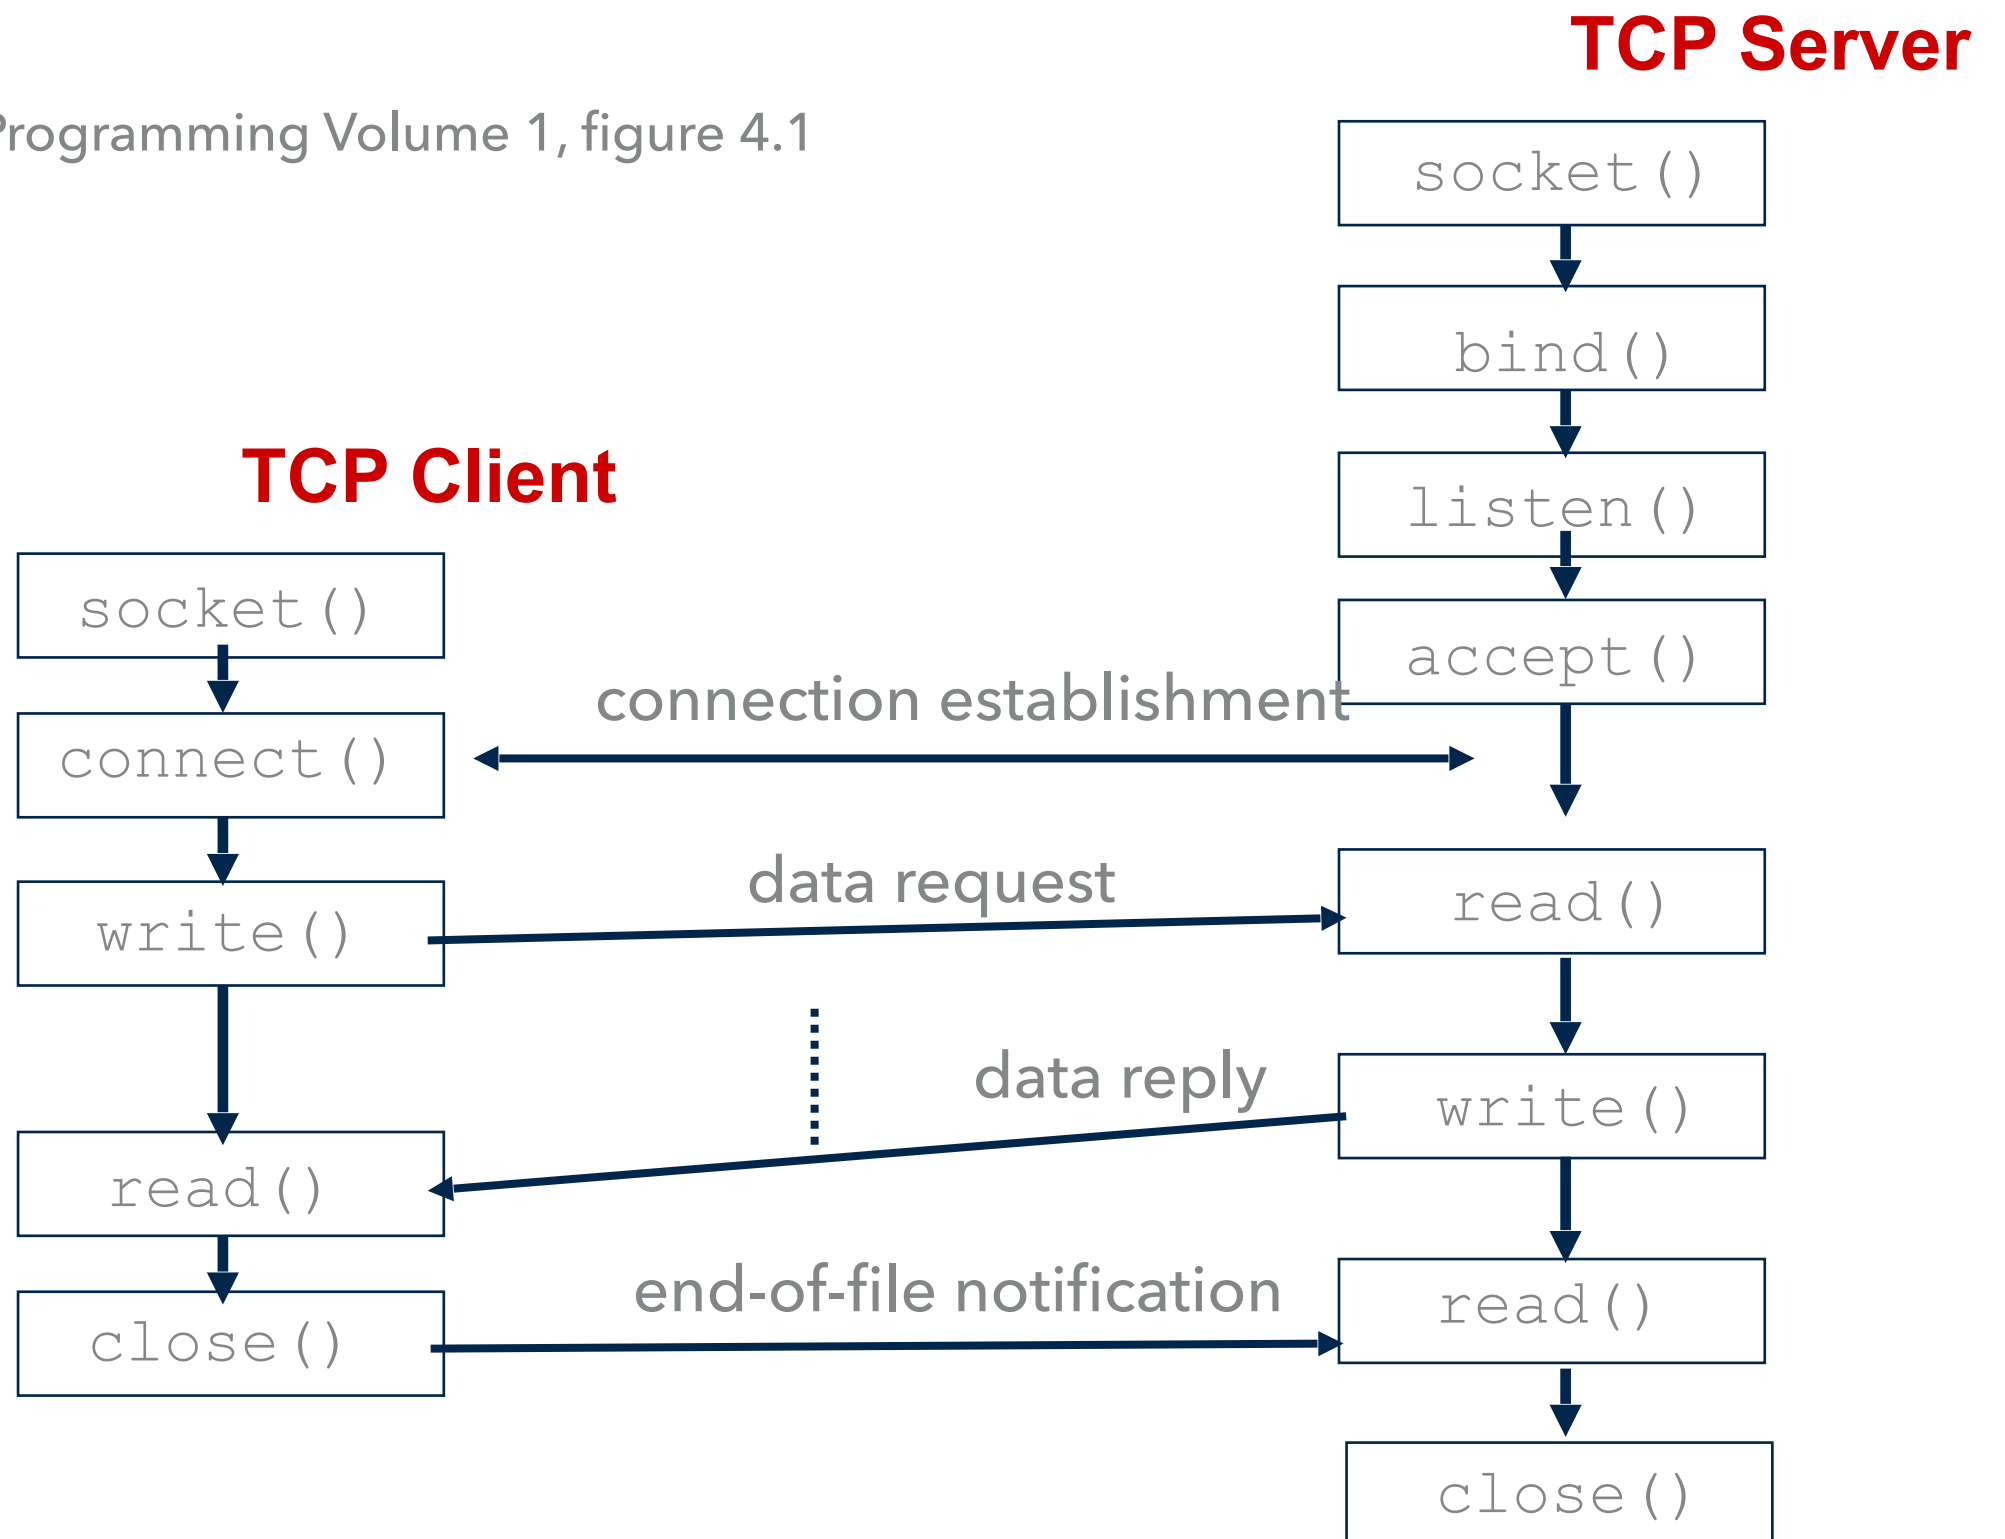 TCP Server
Programming Volume 1, figure 4.1
socket()
bind()
TCP Client
listen()
socket()
accept()
connection establishment
connect()
data request
read()
write()
data reply
write()
read()
end-of-file notification
read()
close()
close()